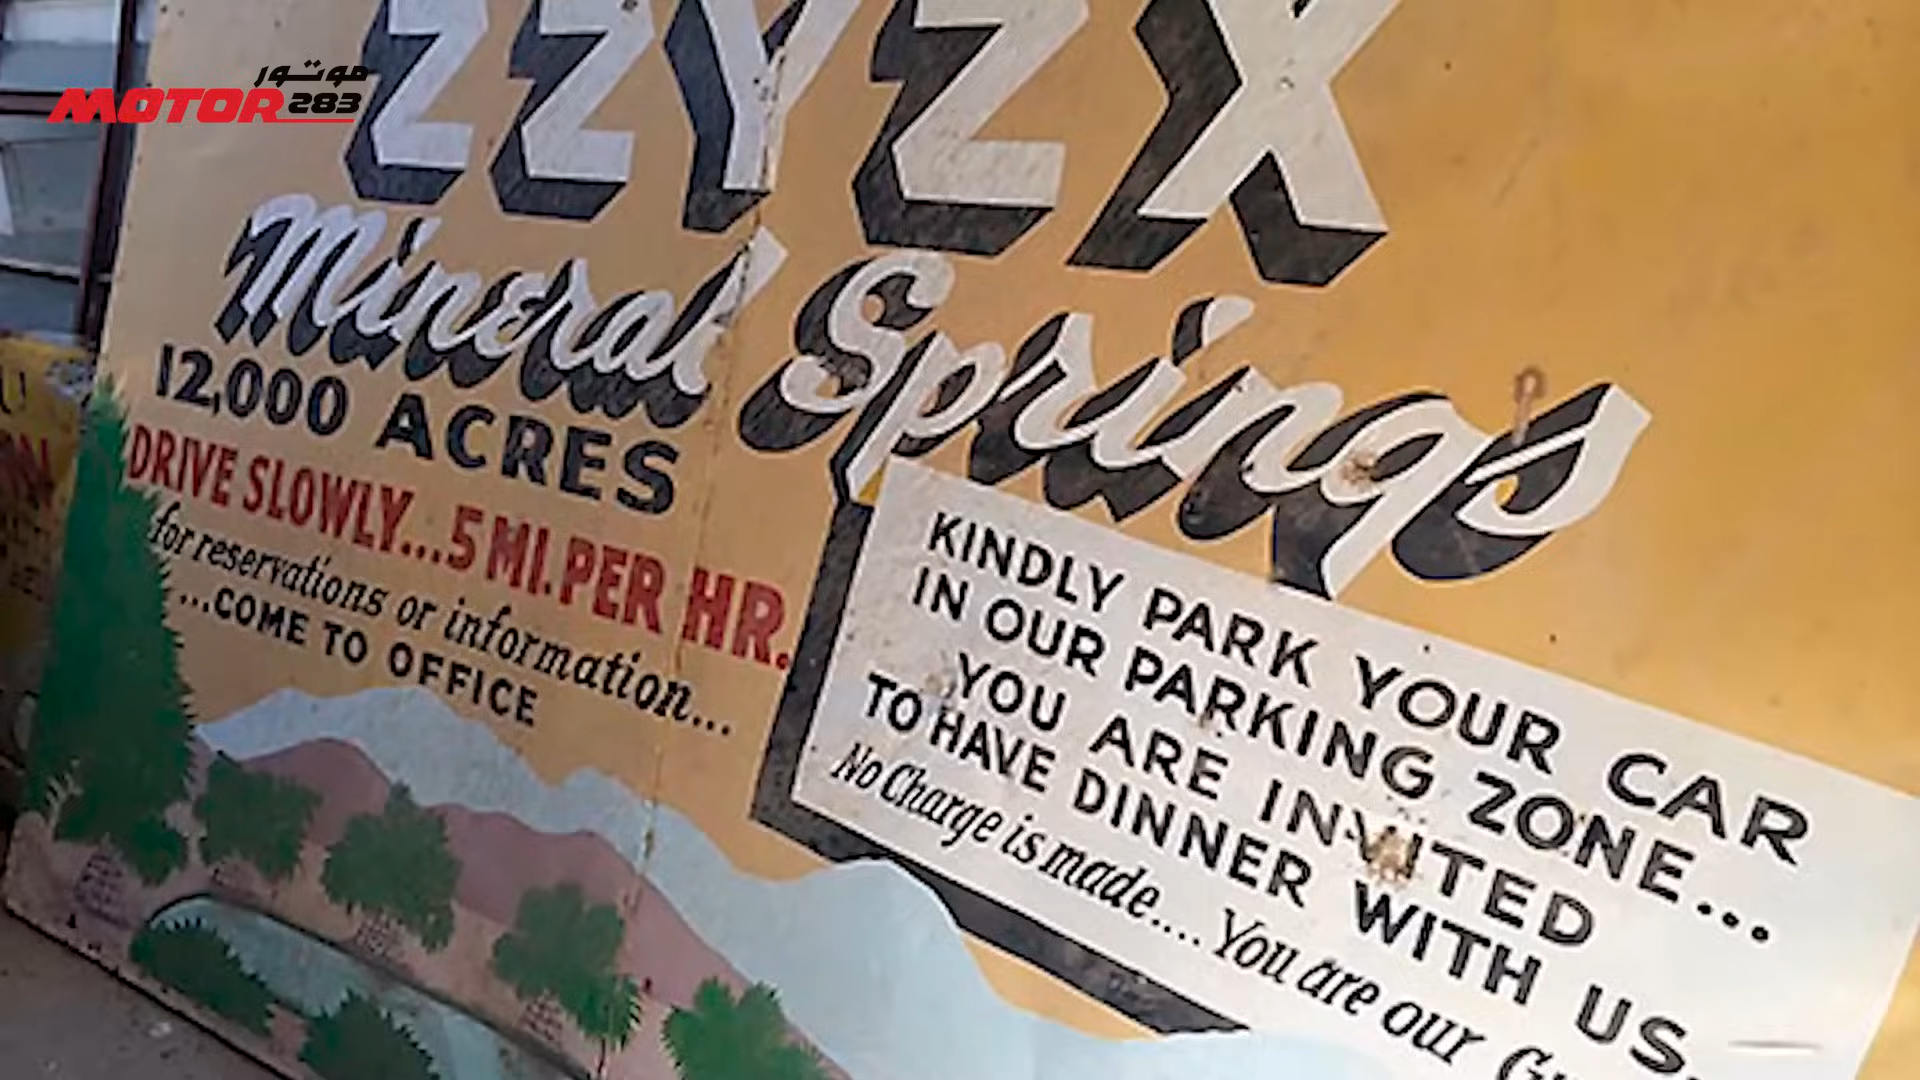 موتور
MOTOR 283
ZZYZX
Mineral Springs
12,000 ACRES
DRIVE SLOWLY...5 MI. PER HR.
for reservations or information...
...COME TO OFFICE
KINDLY PARK YOUR CAR
IN OUR PARKING ZONE...
YOU ARE INVITED
TO HAVE DINNER WITH US.
No Charge is made.... You are our